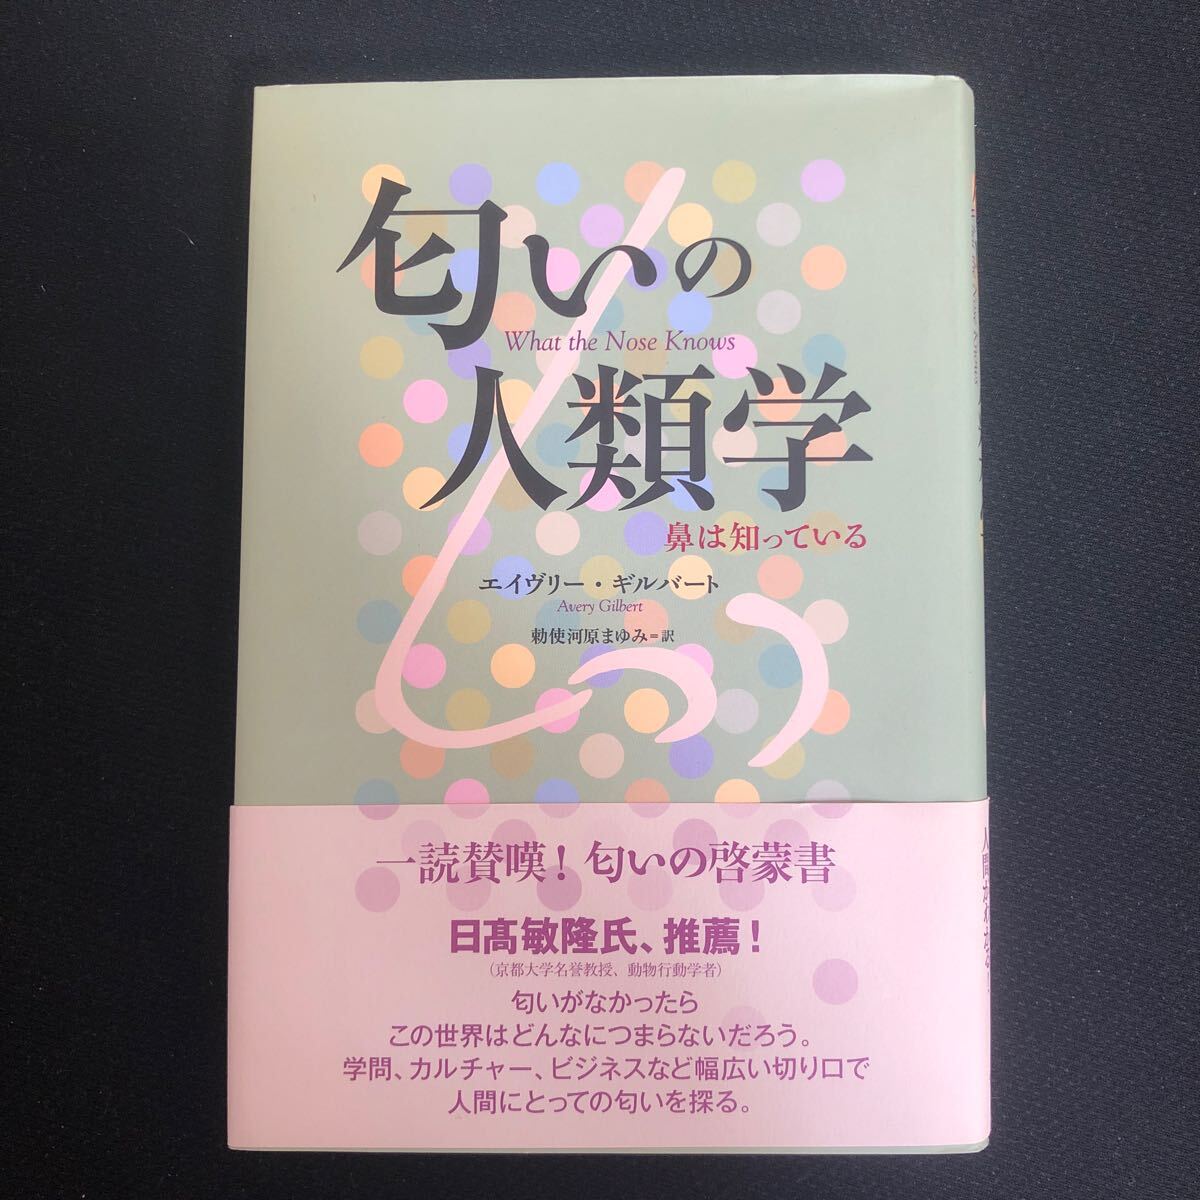 匂いの
What the Nose Knows
人類学
鼻は知っている
エイヴリー・ギルバート
Avery Gilbert
勅使河原まゆみ=訳
一読賛嘆！匂いの啓蒙書
日髙敏隆氏、推薦！
（京都大学名誉教授、動物行動学者）
匂いがなかったら
この世界はどんなにつまらないだろう。
学問、カルチャー、ビジネスなど幅広い切り口で
人間にとっての匂いを探る。